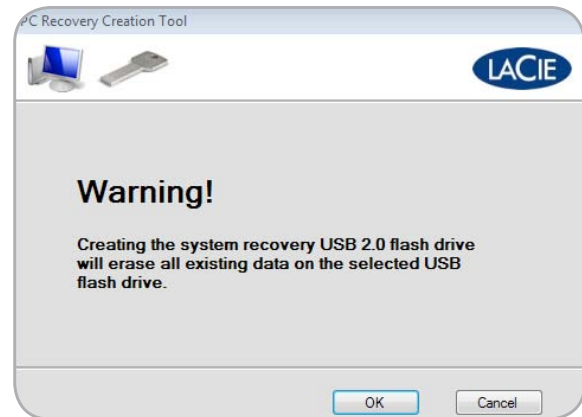 PC Recovery Creation Tool
LACIE
Warning!
Creating the system recovery USB 2.0 flash drive
will erase all existing data on the selected USB
flash drive.
OK
Cancel